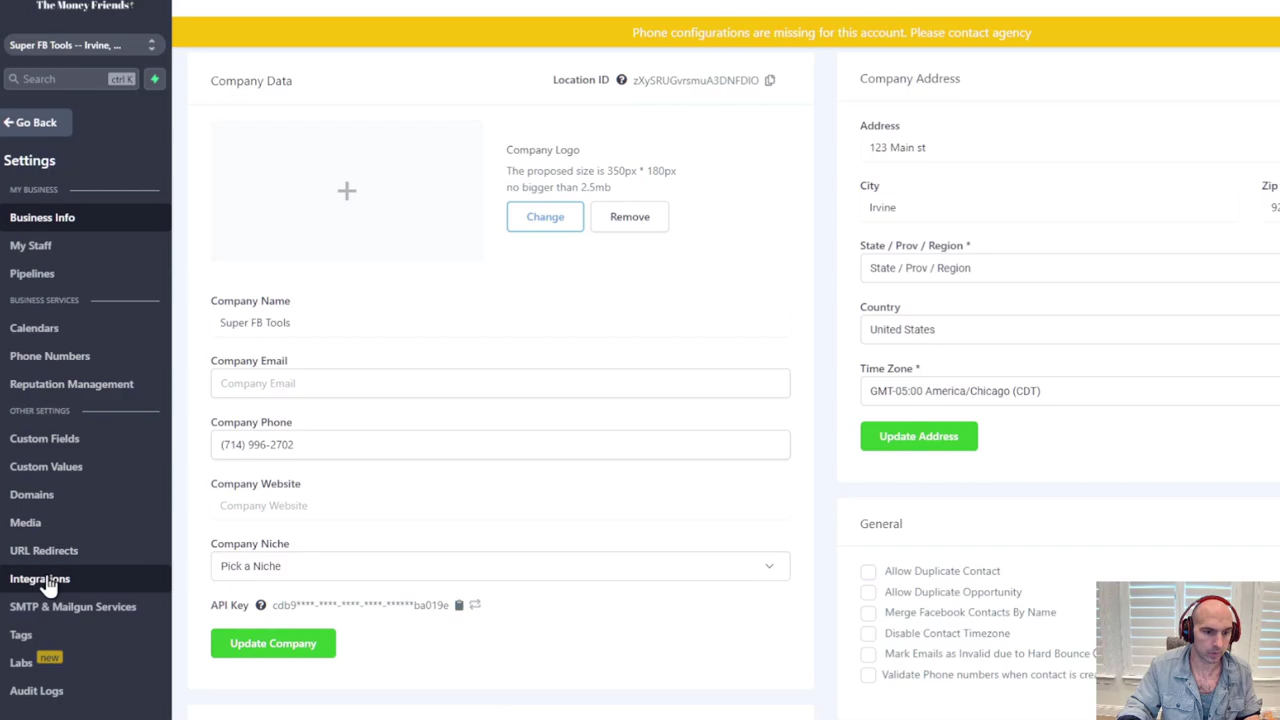 The Money Friends!
Phone configurations are missing for this account. Please contact agency
Super FB Tools -- Irvine, ...
Search ctrl K
Go Back
Settings
MY BUSINESS
Business Info
My Staff
Pipelines
BUSINESS SERVICES
Calendars
Phone Numbers
Reputation Management
OTHER SETTINGS
Custom Fields
Custom Values
Domains
Media
URL Redirects
Integrations
SMTP & Mailgun Services
Tags
Labs new
Audit Logs
Company Data
Location ID ? zXySRUGvrsmuA3DNFDIO
Company Logo
The proposed size is 350px * 180px
no bigger than 2.5mb
Change Remove
Company Name
Super FB Tools
Company Email
Company Email
Company Phone
(714) 996-2702
Company Website
Company Website
Company Niche
Pick a Niche
API Key ? cdb9****-****-****-****-******ba019e
Update Company
Company Address
Address
123 Main st
City Zip
Irvine 92
State / Prov / Region *
State / Prov / Region
Country
United States
Time Zone *
GMT-05:00 America/Chicago (CDT)
Update Address
General
Allow Duplicate Contact
Allow Duplicate Opportunity
Merge Facebook Contacts By Name
Disable Contact Timezone
Mark Emails as Invalid due to Hard Bounce
Validate Phone numbers when contact is